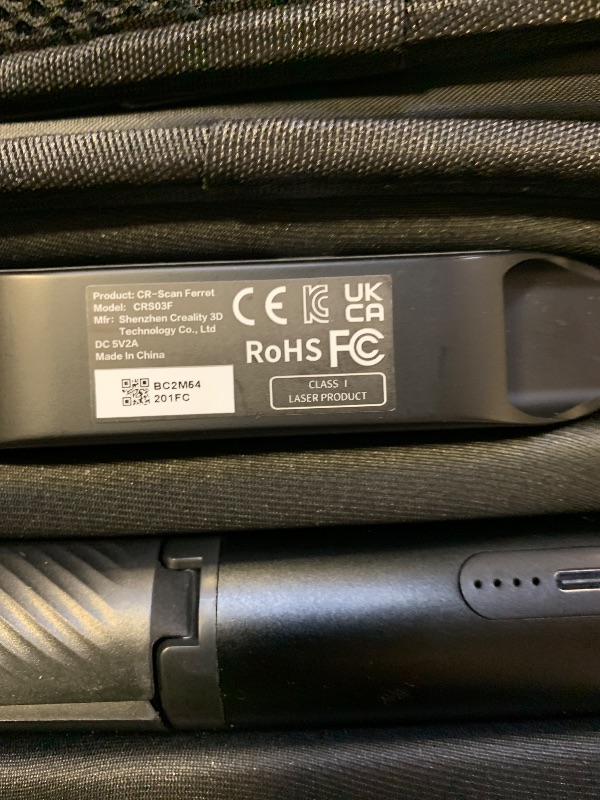 Product: CR-Scan Ferret
Model: CRS03F
Mfr: Shenzhen Creality 3D
Technology Co., Ltd
DC 5V2A
Made In China
BC2M54
201FC
CE
UK
CA
RoHS FC
CLASS I
LASER PRODUCT